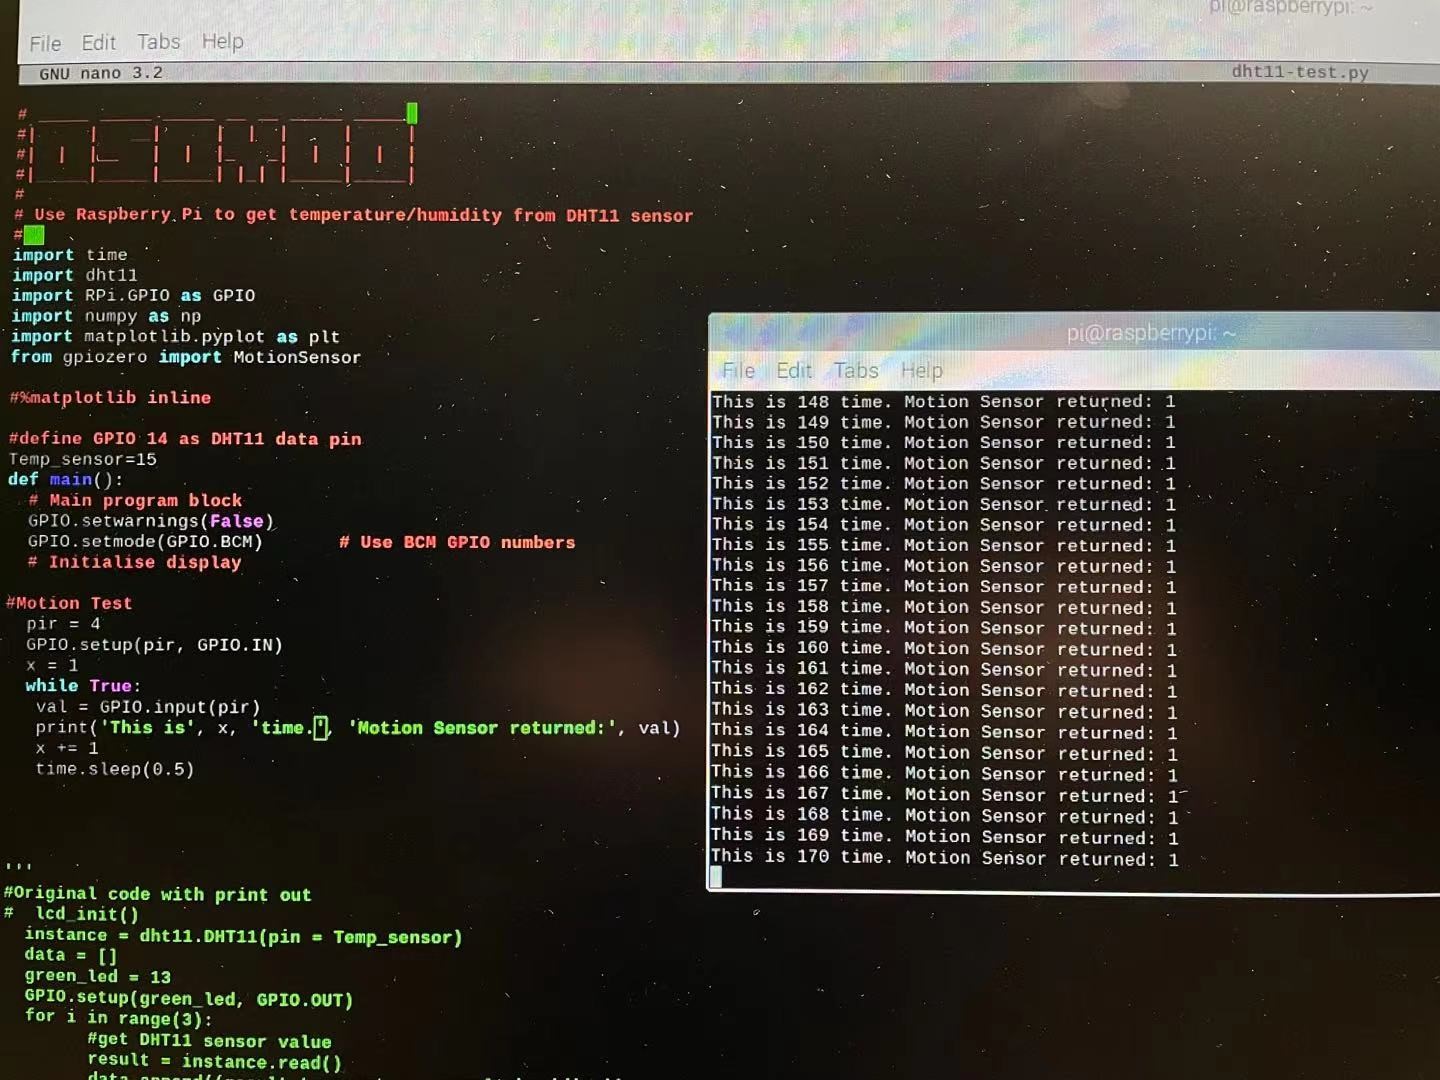 pi@raspberrypi: ~
File Edit Tabs Help
GNU nano 3.2 dht11-test.py
#
#
#
#
# Use Raspberry Pi to get temperature/humidity from DHT11 sensor
#
import time
import dht11
import RPi.GPIO as GPIO
import numpy as np
import matplotlib.pyplot as plt
from gpiozero import MotionSensor
#%matplotlib inline
#define GPIO 14 as DHT11 data pin
Temp_sensor=15
def main():
# Main program block
GPIO.setwarnings(False)
GPIO.setmode(GPIO.BCM) # Use BCM GPIO numbers
# Initialise display
#Motion Test
pir = 4
GPIO.setup(pir, GPIO.IN)
x = 1
while True:
val = GPIO.input(pir)
print('This is', x, 'time.', 'Motion Sensor returned:', val)
x += 1
time.sleep(0.5)
'''
#Original code with print out
# lcd_init()
instance = dht11.DHT11(pin = Temp_sensor)
data = []
green_led = 13
GPIO.setup(green_led, GPIO.OUT)
for i in range(3):
#get DHT11 sensor value
result = instance.read()
pi@raspberrypi: ~
File Edit Tabs Help
This is 148 time. Motion Sensor returned: 1
This is 149 time. Motion Sensor returned: 1
This is 150 time. Motion Sensor returned: 1
This is 151 time. Motion Sensor returned: 1
This is 152 time. Motion Sensor returned: 1
This is 153 time. Motion Sensor returned: 1
This is 154 time. Motion Sensor returned: 1
This is 155 time. Motion Sensor returned: 1
This is 156 time. Motion Sensor returned: 1
This is 157 time. Motion Sensor returned: 1
This is 158 time. Motion Sensor returned: 1
This is 159 time. Motion Sensor returned: 1
This is 160 time. Motion Sensor returned: 1
This is 161 time. Motion Sensor returned: 1
This is 162 time. Motion Sensor returned: 1
This is 163 time. Motion Sensor returned: 1
This is 164 time. Motion Sensor returned: 1
This is 165 time. Motion Sensor returned: 1
This is 166 time. Motion Sensor returned: 1
This is 167 time. Motion Sensor returned: 1
This is 168 time. Motion Sensor returned: 1
This is 169 time. Motion Sensor returned: 1
This is 170 time. Motion Sensor returned: 1